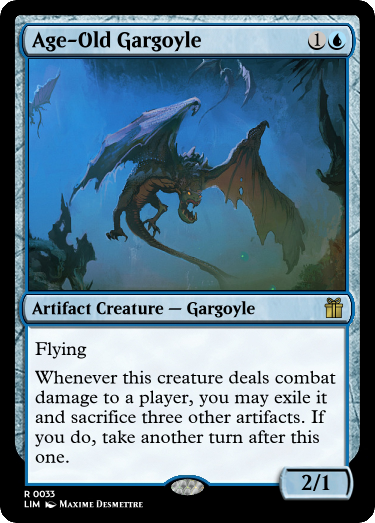 Age-Old Gargoyle 1
Artifact Creature — Gargoyle
Flying
Whenever this creature deals combat
damage to a player, you may exile it
and sacrifice three other artifacts. If
you do, take another turn after this
one.
2/1
R 0033
LIM Maxime Desmettre